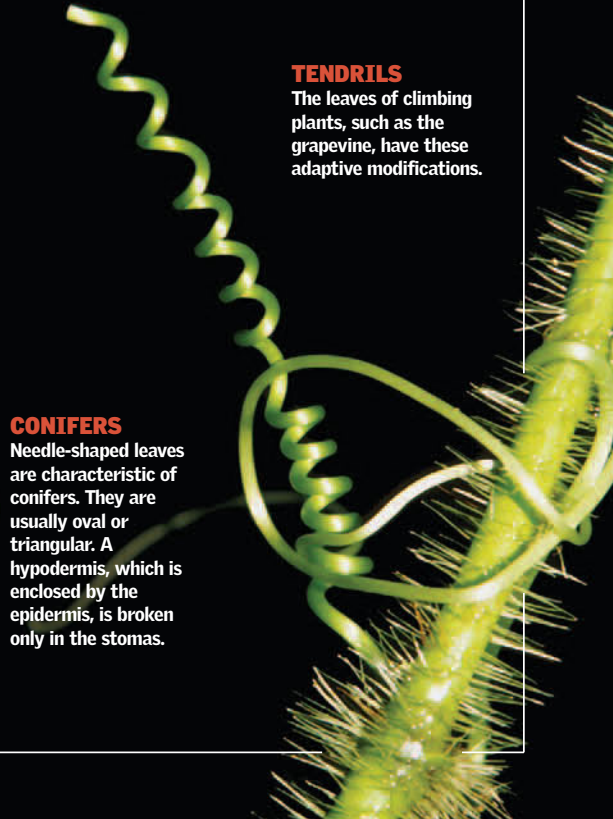 TENDRILS
The leaves of climbing
plants, such as the
grapevine, have these
adaptive modifications.
CONIFERS
Needle-shaped leaves
are characteristic of
conifers. They are
usually oval or
triangular. A
hypodermis, which is
enclosed by the
epidermis, is broken
only in the stomas.